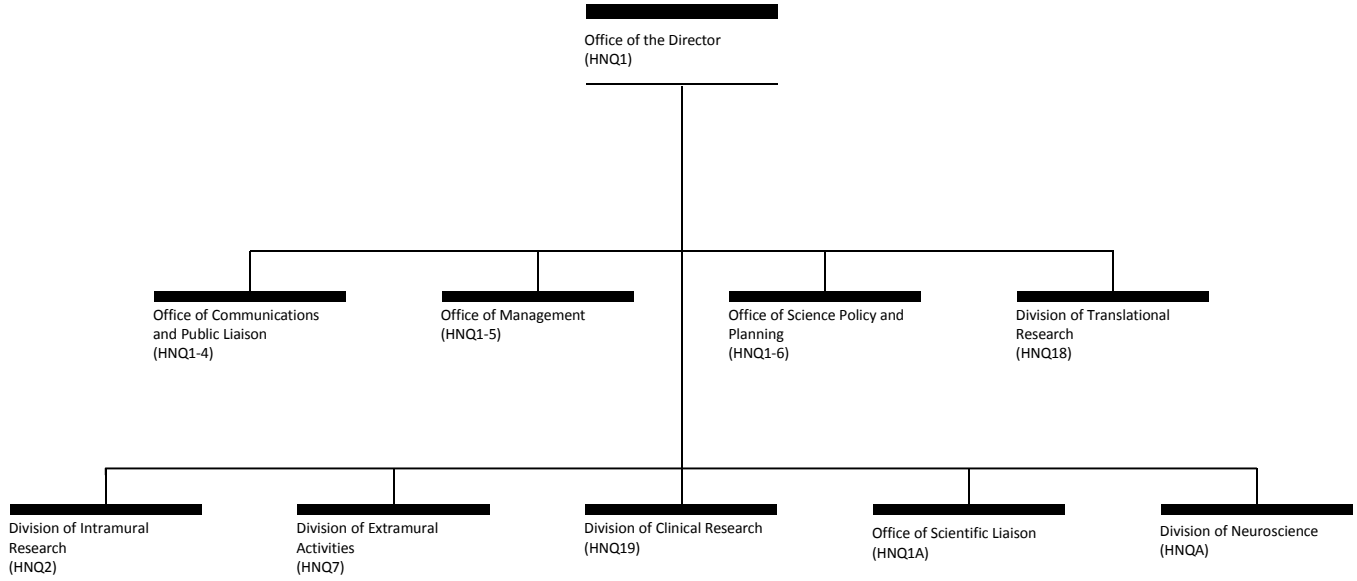 Office of the Director
(HNQ1)
Office of Communications
and Public Liaison
(HNQ1-4)
Office of Management
(HNQ1-5)
Office of Science Policy and
Planning
(HNQ1-6)
Division of Translational
Research
(HNQ18)
Division of Intramural
Research
(HNQ2)
Division of Extramural
Activities
(HNQ7)
Division of Clinical Research
(HNQ19)
Office of Scientific Liaison
(HNQ1A)
Division of Neuroscience
(HNQA)